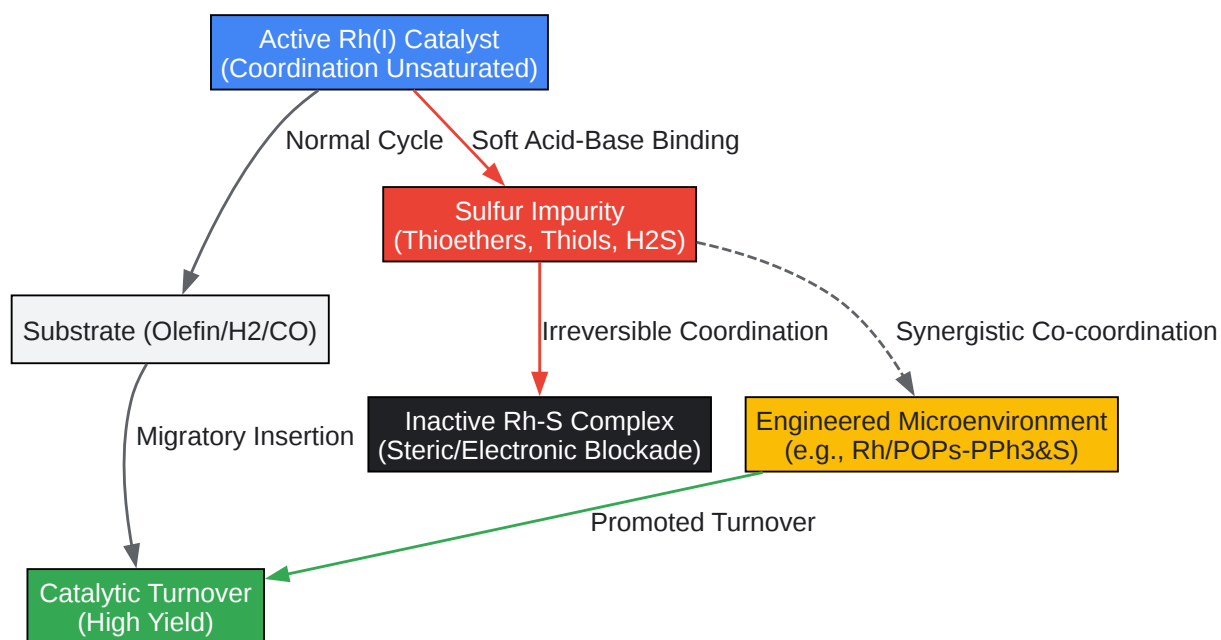 Active Rh(I) Catalyst
(Coordination Unsaturated)
Normal Cycle
Soft Acid-Base Binding
Sulfur Impurity
(Thioethers, Thiols, H2S)
Substrate (Olefin/H2/CO)
Irreversible Coordination
Synergistic Co-coordination
Migratory Insertion
Inactive Rh-S Complex
(Steric/Electronic Blockade)
Engineered Microenvironment
(e.g., Rh/POPs-PPh3&S)
Promoted Turnover
Catalytic Turnover
(High Yield)